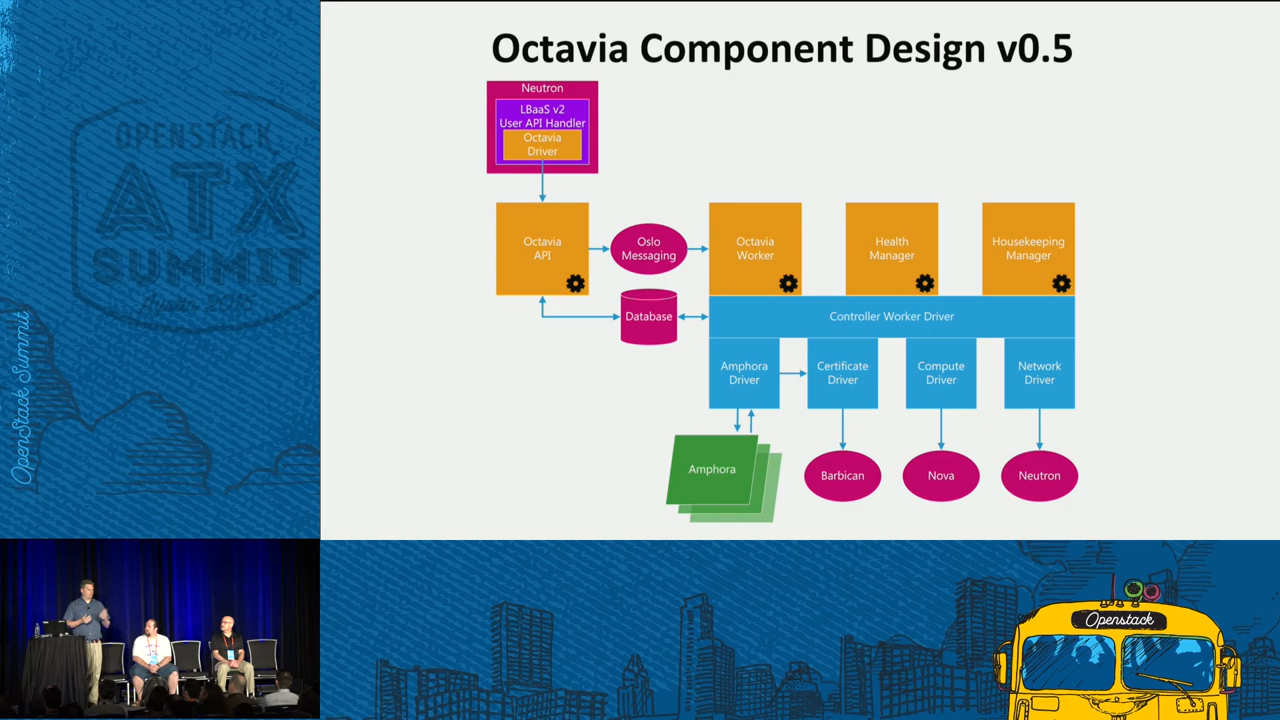 Octavia Component Design v0.5
Neutron
LBaaS v2
User API Handler
Octavia
Driver
Octavia
API
Oslo
Messaging
Octavia
Worker
Health
Manager
Housekeeping
Manager
Database
Controller Worker Driver
Amphora
Driver
Certificate
Driver
Compute
Driver
Network
Driver
Amphora
Barbican
Nova
Neutron
OPENSTACK
ATX
SUMMIT
OpenStack Summit
Openstack